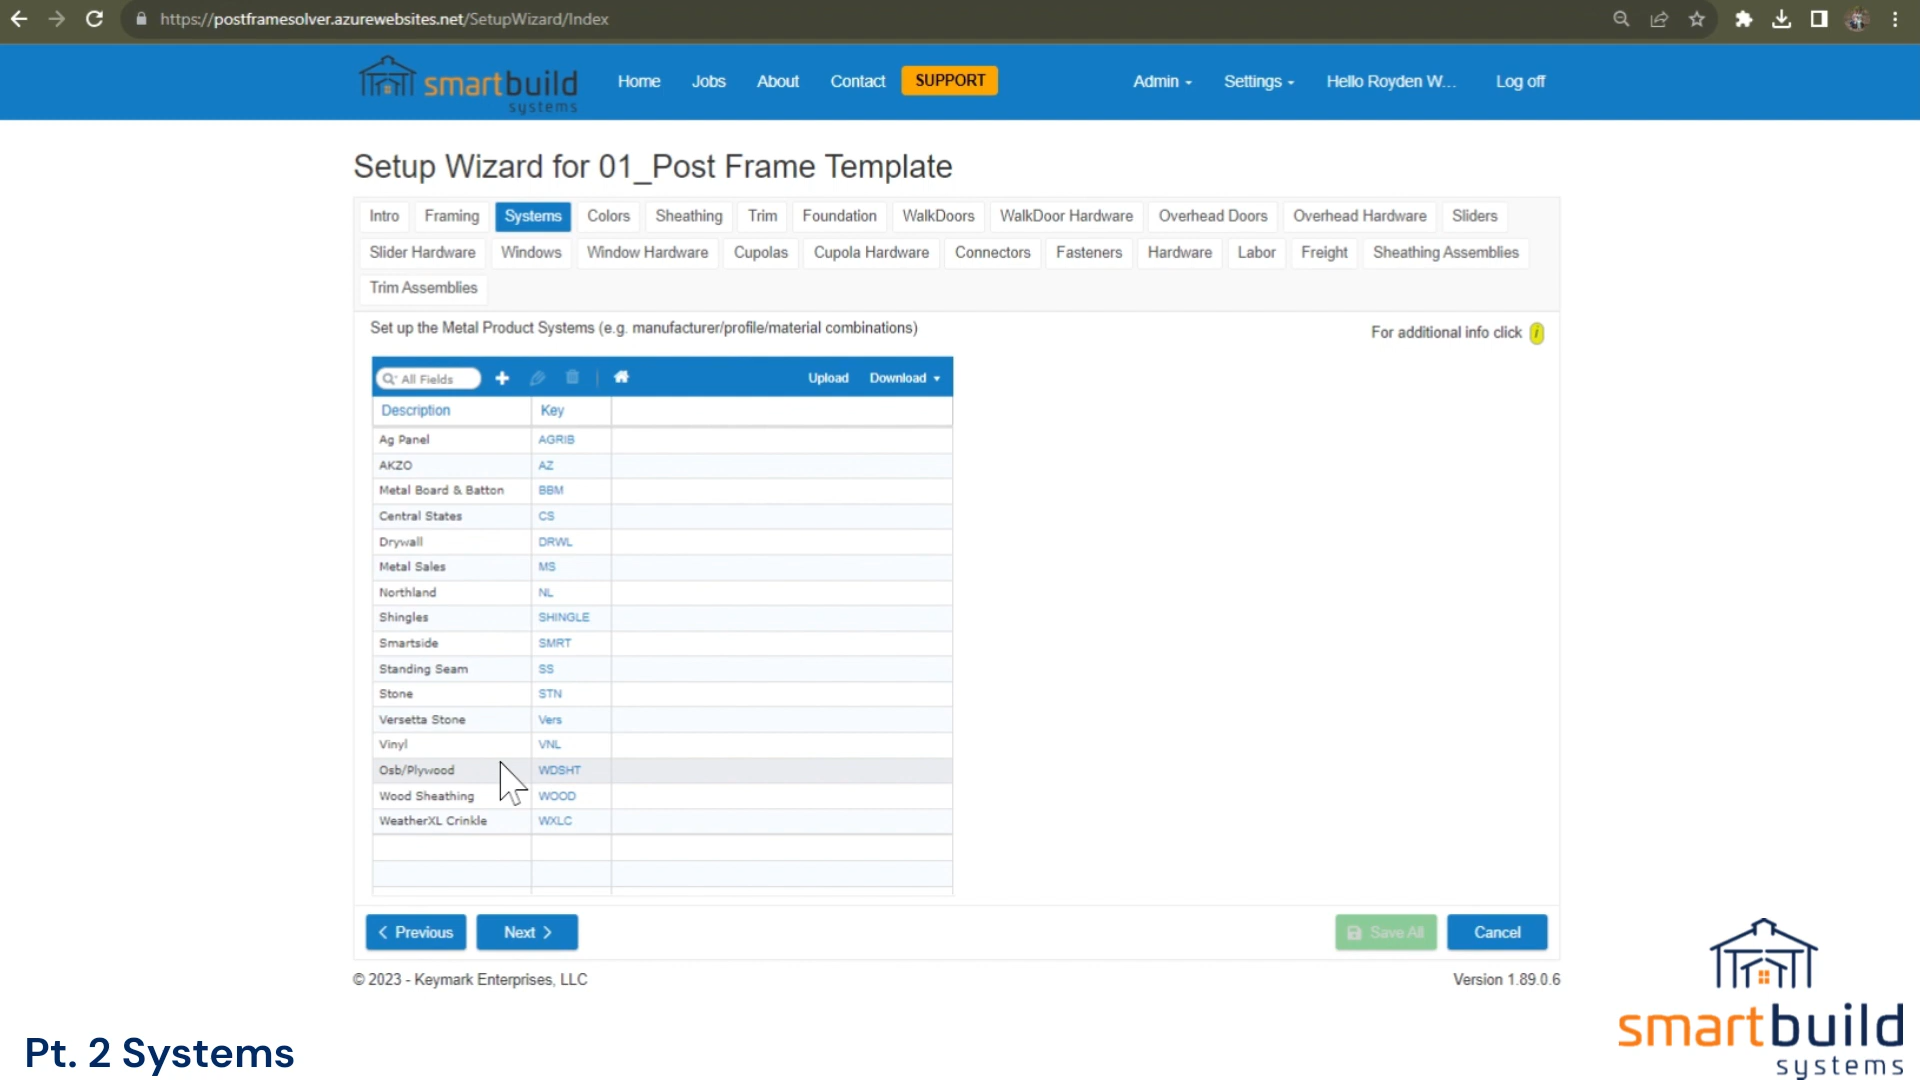 https://postframesolver.azurewebsites.net/SetupWizard/Index
smartbuild
systems
Home
Jobs
About
Contact
SUPPORT
Admin
Settings
Hello Royden W...
Log off
Setup Wizard for 01_Post Frame Template
Intro
Framing
Systems
Colors
Sheathing
Trim
Foundation
WalkDoors
WalkDoor Hardware
Overhead Doors
Overhead Hardware
Sliders
Slider Hardware
Windows
Window Hardware
Cupolas
Cupola Hardware
Connectors
Fasteners
Hardware
Labor
Freight
Sheathing Assemblies
Trim Assemblies
Set up the Metal Product Systems (e.g. manufacturer/profile/material combinations)
For additional info click i
All Fields
Upload
Download
Description Key
Ag Panel AGRIB
AKZO AZ
Metal Board & Batton BBM
Central States CS
Drywall DRWL
Metal Sales MS
Northland NL
Shingles SHINGLE
Smartside SMRT
Standing Seam SS
Stone STN
Versetta Stone Vers
Vinyl VNL
Osb/Plywood WDSHT
Wood Sheathing WOOD
WeatherXL Crinkle WXLC
Previous
Next
Save All
Cancel
© 2023 - Keymark Enterprises, LLC
Version 1.89.0.6
Pt. 2 Systems
smartbuild
systems